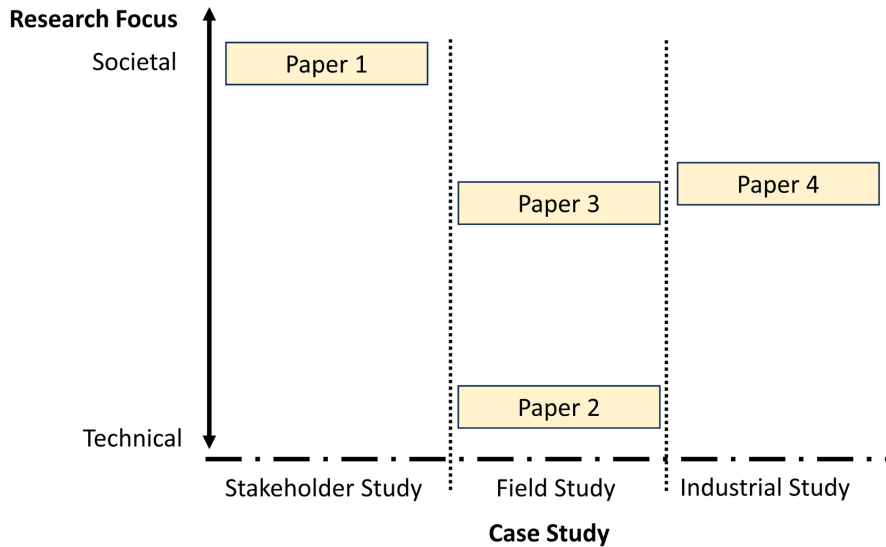 Research Focus
Societal
Paper 1
Paper 4
Paper 3
Paper 2
Technical
Stakeholder Study
Field Study
Industrial Study
Case Study